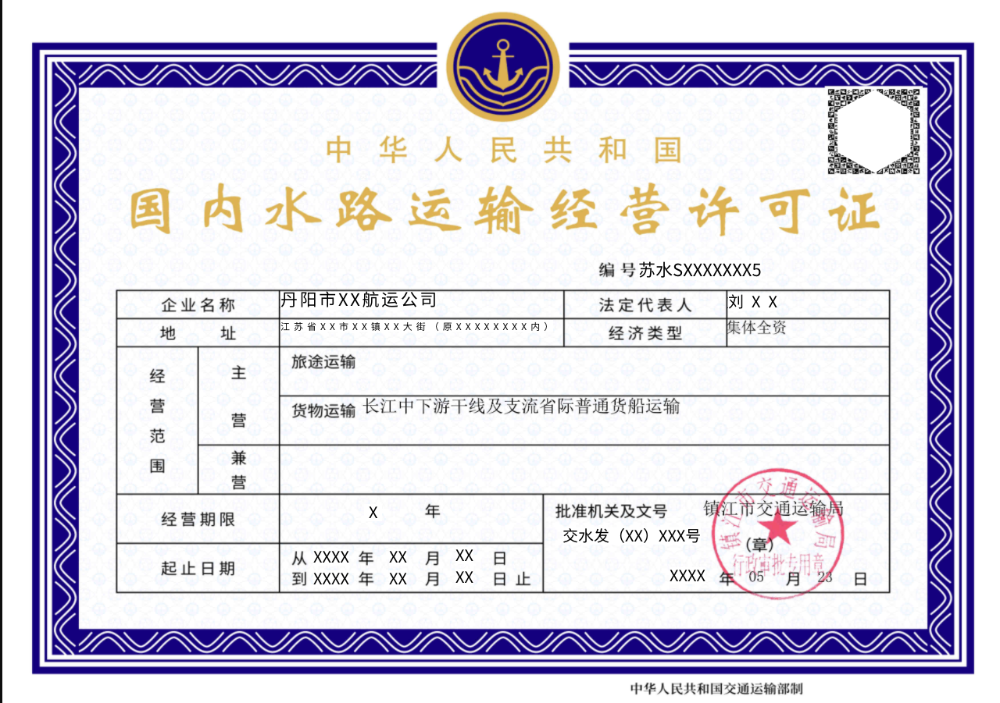 中华人民共和国
国内水路运输经营许可证
编号 苏水SXXXXXXX5
企业名称 丹阳市XX航运公司 法定代表人 刘 X X
地址 江苏省XX市XX镇XX大街（原XXXXXXXX内） 经济类型 集体全资
经营范围 主营 旅途运输
货物运输 长江中下游干线及支流省际普通货船运输
兼营
经营期限 X 年 批准机关及文号 镇江市交通运输局
交水发（XX）XXX号
（章）
起止日期 从 XXXX 年 XX 月 XX 日
到 XXXX 年 XX 月 XX 日 止
XXXX 年 05 月 23 日
镇江市交通运输局
行政审批专用章
中华人民共和国交通运输部制